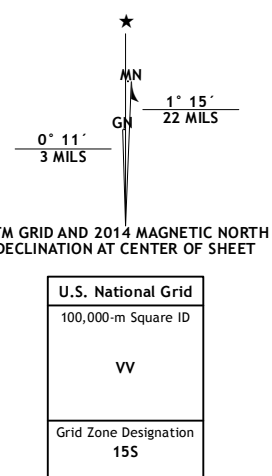 MN
1° 15´
22 MILS
GN
0° 11´
3 MILS
TM GRID AND 2014 MAGNETIC NORTH
DECLINATION AT CENTER OF SHEET
U.S. National Grid
100,000-m Square ID
VV
Grid Zone Designation
15S